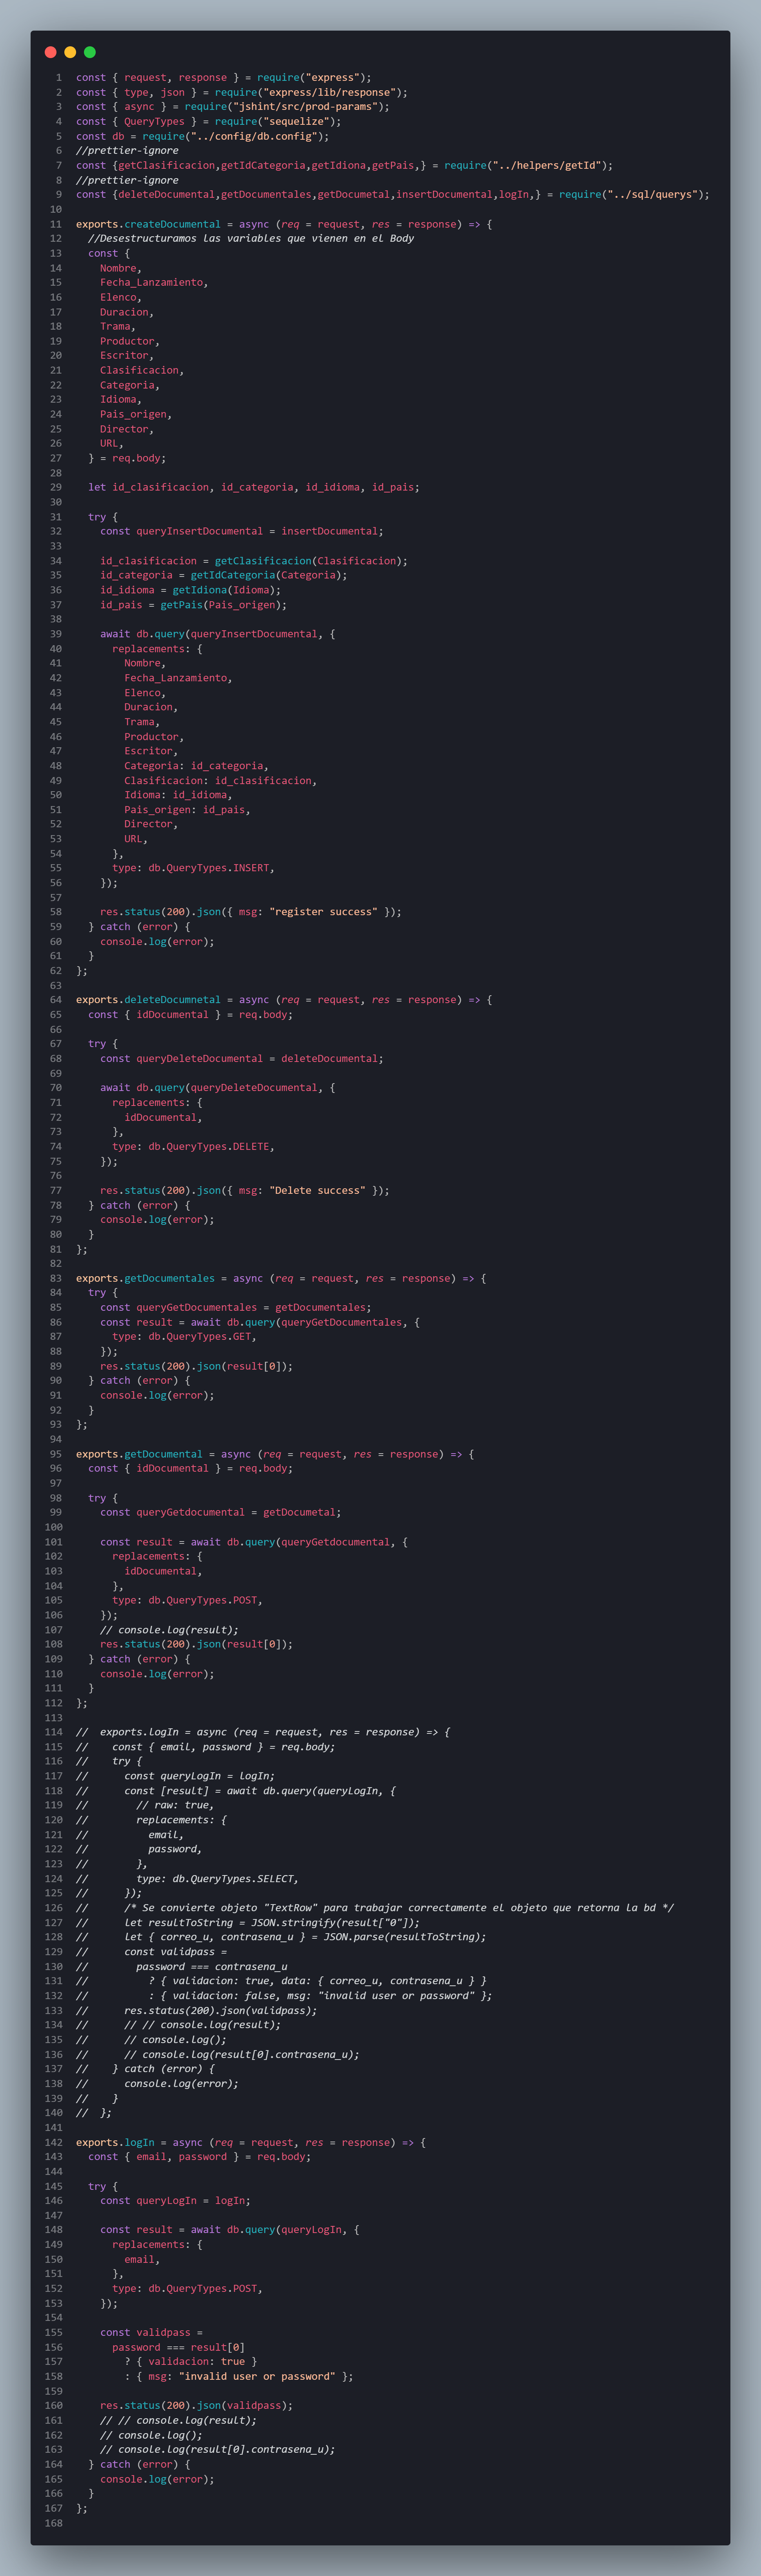 1 const { request, response } = require("express");
2 const { type, json } = require("express/lib/response");
3 const { async } = require("jshint/src/prod-params");
4 const { QueryTypes } = require("sequelize");
5 const db = require("../config/db.config");
6 //prettier-ignore
7 const {getClasificacion,getIdCategoria,getIdiona,getPais,} = require("../helpers/getId");
8 //prettier-ignore
9 const {deleteDocumental,getDocumentales,getDocumetal,insertDocumental,logIn,} = require("../sql/querys");
10
11 exports.createDocumental = async (req = request, res = response) => {
12   //Desestructuramos las variables que vienen en el Body
13   const {
14     Nombre,
15     Fecha_Lanzamiento,
16     Elenco,
17     Duracion,
18     Trama,
19     Productor,
20     Escritor,
21     Clasificacion,
22     Categoria,
23     Idioma,
24     Pais_origen,
25     Director,
26     URL,
27   } = req.body;
28
29   let id_clasificacion, id_categoria, id_idioma, id_pais;
30
31   try {
32     const queryInsertDocumental = insertDocumental;
33
34     id_clasificacion = getClasificacion(Clasificacion);
35     id_categoria = getIdCategoria(Categoria);
36     id_idioma = getIdiona(Idioma);
37     id_pais = getPais(Pais_origen);
38
39     await db.query(queryInsertDocumental, {
40       replacements: {
41         Nombre,
42         Fecha_Lanzamiento,
43         Elenco,
44         Duracion,
45         Trama,
46         Productor,
47         Escritor,
48         Categoria: id_categoria,
49         Clasificacion: id_clasificacion,
50         Idioma: id_idioma,
51         Pais_origen: id_pais,
52         Director,
53         URL,
54       },
55       type: db.QueryTypes.INSERT,
56     });
57
58     res.status(200).json({ msg: "register success" });
59   } catch (error) {
60     console.log(error);
61   }
62 };
63
64 exports.deleteDocumnetal = async (req = request, res = response) => {
65   const { idDocumental } = req.body;
66
67   try {
68     const queryDeleteDocumental = deleteDocumental;
69
70     await db.query(queryDeleteDocumental, {
71       replacements: {
72         idDocumental,
73       },
74       type: db.QueryTypes.DELETE,
75     });
76
77     res.status(200).json({ msg: "Delete success" });
78   } catch (error) {
79     console.log(error);
80   }
81 };
82
83 exports.getDocumentales = async (req = request, res = response) => {
84   try {
85     const queryGetDocumentales = getDocumentales;
86     const result = await db.query(queryGetDocumentales, {
87       type: db.QueryTypes.GET,
88     });
89     res.status(200).json(result[0]);
90   } catch (error) {
91     console.log(error);
92   }
93 };
94
95 exports.getDocumental = async (req = request, res = response) => {
96   const { idDocumental } = req.body;
97
98   try {
99     const queryGetdocumental = getDocumetal;
100
101     const result = await db.query(queryGetdocumental, {
102       replacements: {
103         idDocumental,
104       },
105       type: db.QueryTypes.POST,
106     });
107     // console.log(result);
108     res.status(200).json(result[0]);
109   } catch (error) {
110     console.log(error);
111   }
112 };
113
114 //  exports.logIn = async (req = request, res = response) => {
115 //    const { email, password } = req.body;
116 //    try {
117 //      const queryLogIn = logIn;
118 //      const [result] = await db.query(queryLogIn, {
119 //        // raw: true,
120 //        replacements: {
121 //          email,
122 //          password,
123 //        },
124 //        type: db.QueryTypes.SELECT,
125 //      });
126 //      /* Se convierte objeto "TextRow" para trabajar correctamente el objeto que retorna la bd */
127 //      let resultToString = JSON.stringify(result["0"]);
128 //      let { correo_u, contrasena_u } = JSON.parse(resultToString);
129 //      const validpass =
130 //        password === contrasena_u
131 //          ? { validacion: true, data: { correo_u, contrasena_u } }
132 //          : { validacion: false, msg: "invalid user or password" };
133 //      res.status(200).json(validpass);
134 //      // // console.log(result);
135 //      // console.log();
136 //      // console.log(result[0].contrasena_u);
137 //    } catch (error) {
138 //      console.log(error);
139 //    }
140 //  };
141
142 exports.logIn = async (req = request, res = response) => {
143   const { email, password } = req.body;
144
145   try {
146     const queryLogIn = logIn;
147
148     const result = await db.query(queryLogIn, {
149       replacements: {
150         email,
151       },
152       type: db.QueryTypes.POST,
153     });
154
155     const validpass =
156       password === result[0]
157         ? { validacion: true }
158         : { msg: "invalid user or password" };
159
160     res.status(200).json(validpass);
161     // // console.log(result);
162     // console.log();
163     // console.log(result[0].contrasena_u);
164   } catch (error) {
165     console.log(error);
166   }
167 };
168